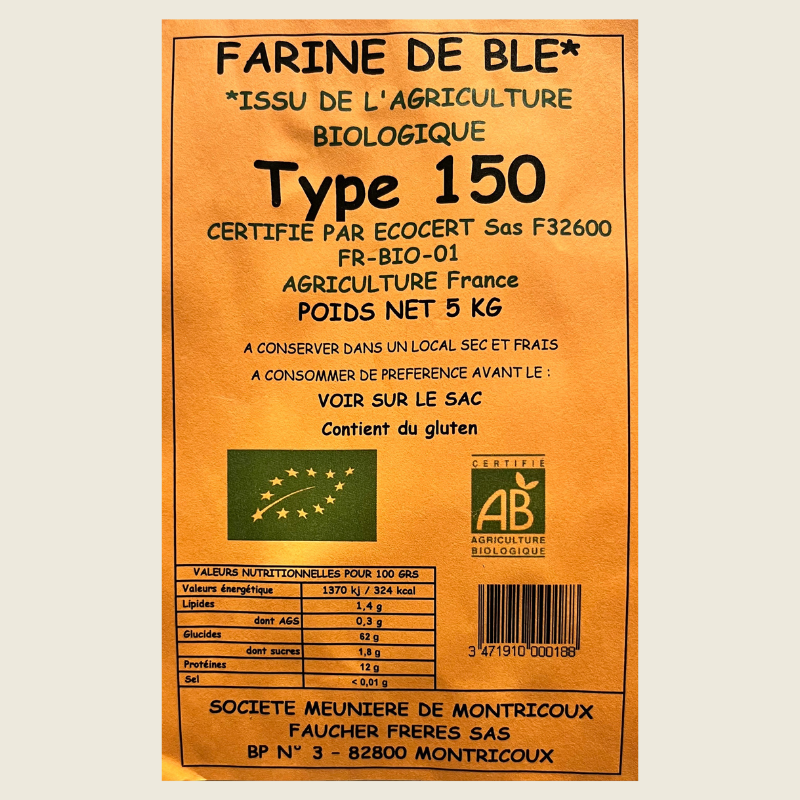 FARINE DE BLE*
*ISSU DE L'AGRICULTURE
BIOLOGIQUE
Type 150
CERTIFIE PAR ECOCERT Sas F32600
FR-BIO-01
AGRICULTURE France
POIDS NET 5 KG
A CONSERVER DANS UN LOCAL SEC ET FRAIS
A CONSOMMER DE PREFERENCE AVANT LE :
VOIR SUR LE SAC
Contient du gluten
CERTIFIÉ
AB
AGRICULTURE
BIOLOGIQUE
VALEURS NUTRITIONNELLES POUR 100 GRS
Valeurs énergétique 1370 kj / 324 kcal
Lipides 1,4 g
dont AGS 0,3 g
Glucides 62 g
dont sucres 1,8 g
Protéines 12 g
Sel < 0,01 g
3 471910 000188
SOCIETE MEUNIERE DE MONTRICOUX
FAUCHER FRERES SAS
BP N° 3 - 82800 MONTRICOUX